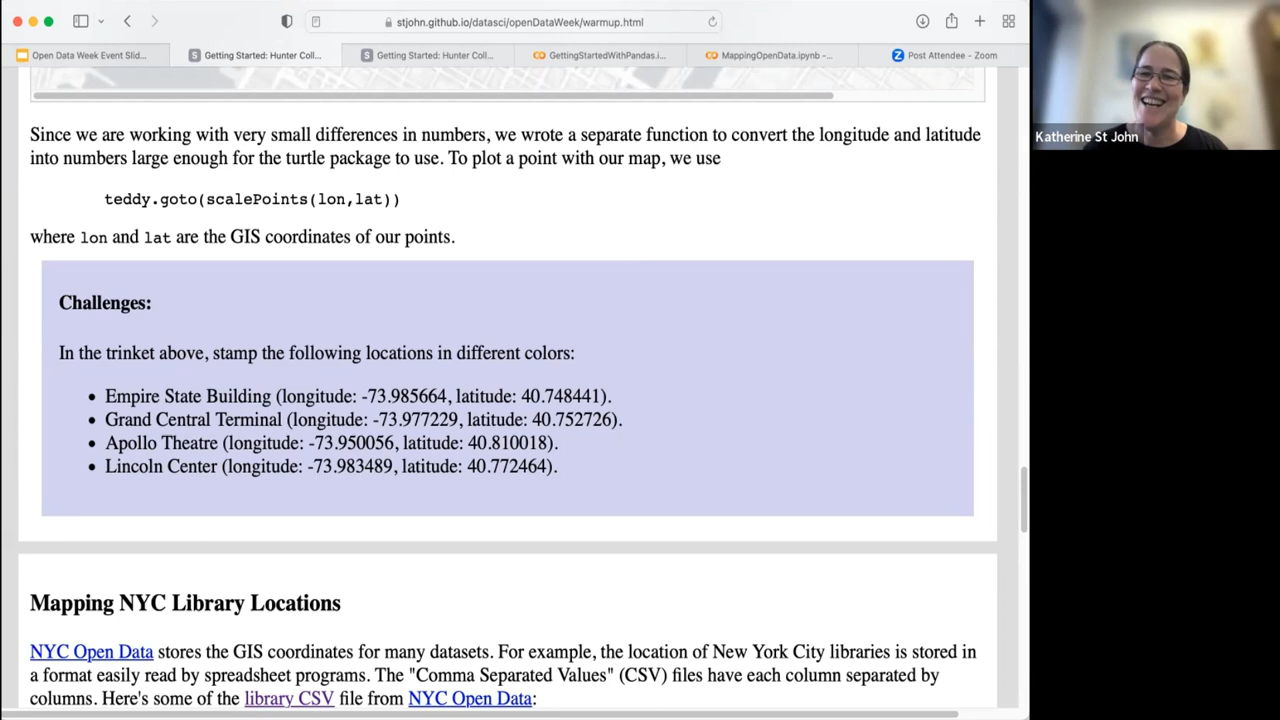 stjohn.github.io/datasci/openDataWeek/warmup.html
Open Data Week Event Slid...
Getting Started: Hunter Coll...
Getting Started: Hunter Coll...
GettingStartedWithPandas.i...
MappingOpenData.ipynb -...
Post Attendee - Zoom
Katherine St John
Since we are working with very small differences in numbers, we wrote a separate function to convert the longitude and latitude
into numbers large enough for the turtle package to use. To plot a point with our map, we use
teddy.goto(scalePoints(lon,lat))
where lon and lat are the GIS coordinates of our points.
Challenges:
In the trinket above, stamp the following locations in different colors:
• Empire State Building (longitude: -73.985664, latitude: 40.748441).
• Grand Central Terminal (longitude: -73.977229, latitude: 40.752726).
• Apollo Theatre (longitude: -73.950056, latitude: 40.810018).
• Lincoln Center (longitude: -73.983489, latitude: 40.772464).
Mapping NYC Library Locations
NYC Open Data stores the GIS coordinates for many datasets. For example, the location of New York City libraries is stored in
a format easily read by spreadsheet programs. The "Comma Separated Values" (CSV) files have each column separated by
columns. Here's some of the library CSV file from NYC Open Data: